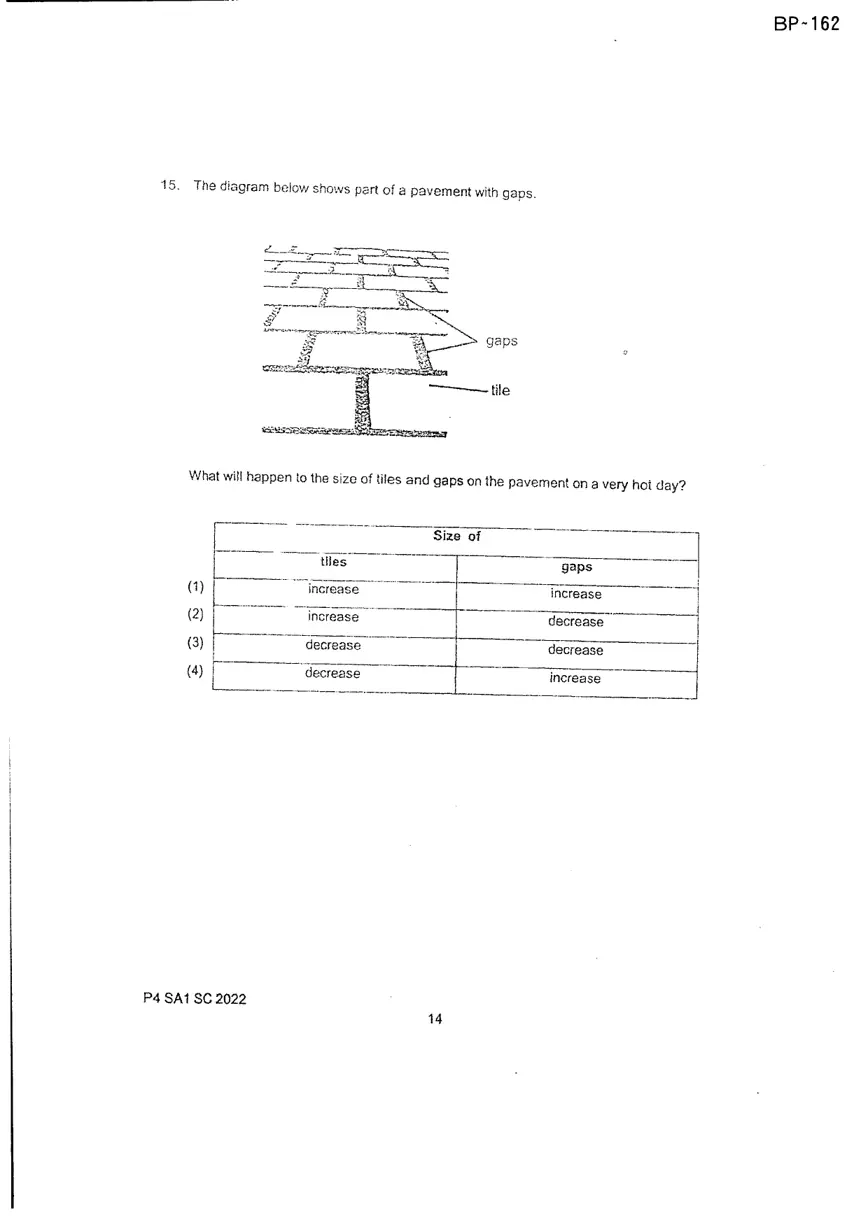 BP-162
15. The diagram below shows part of a pavement with gaps.
gaps
tile
What will happen to the size of tiles and gaps on the pavement on a very hot day?
Size of
tiles gaps
(1) increase increase
(2) increase decrease
(3) decrease decrease
(4) decrease increase
P4 SA1 SC 2022
14